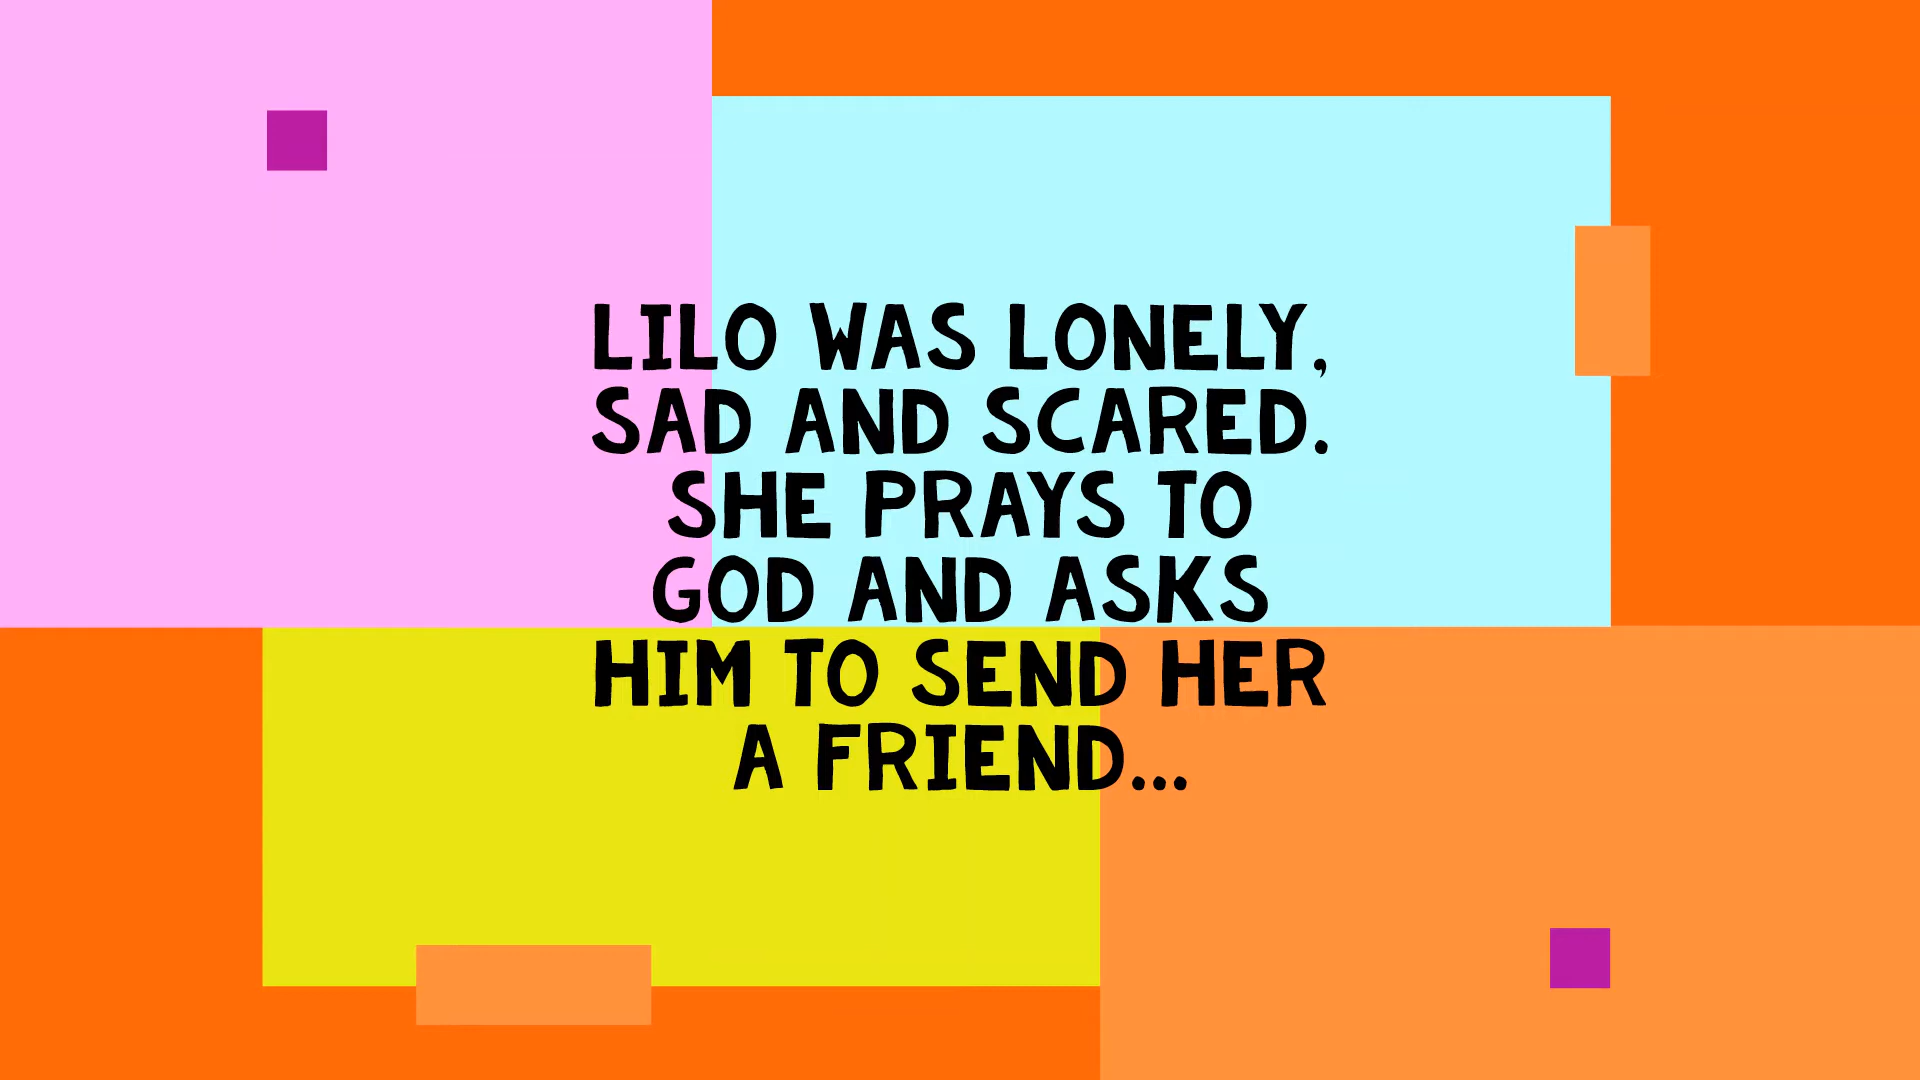 LILO WAS LONELY,
SAD AND SCARED.
SHE PRAYS TO
GOD AND ASKS
HIM TO SEND HER
A FRIEND...